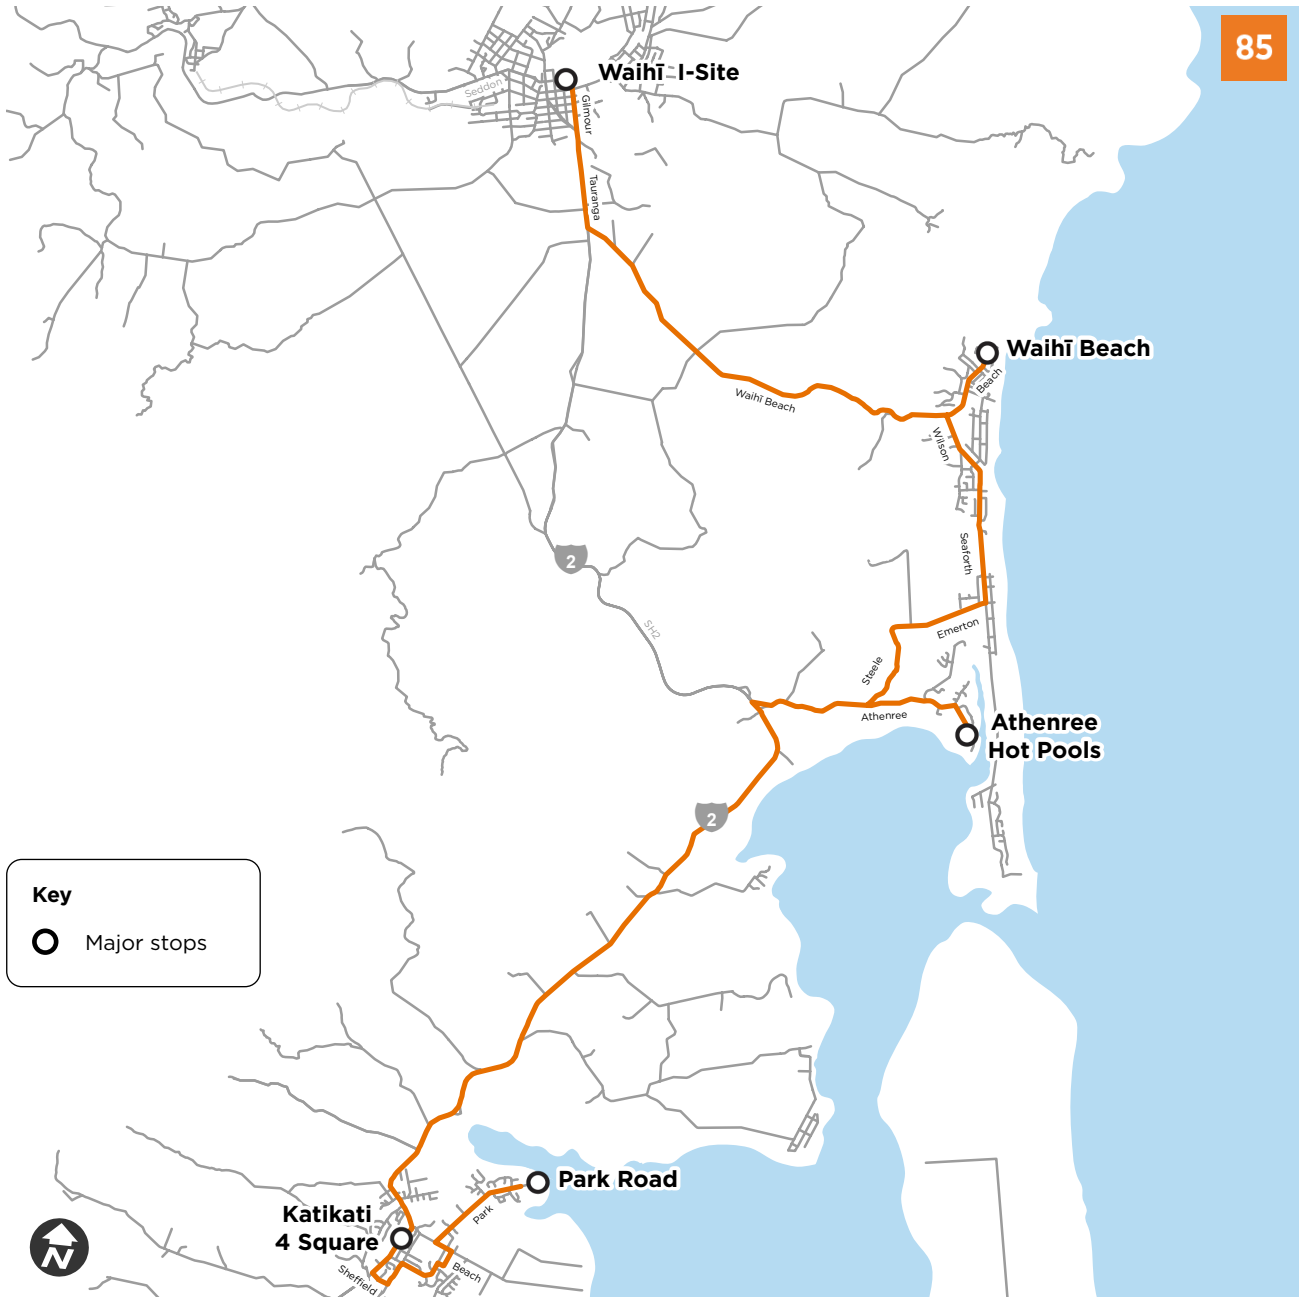 85
Waihī I-Site
Seddon
Gilmour
Tauranga
Waihī Beach
Beach
Waihī Beach
Wilson
Seaforth
2
Emerton
SH2
Steele
Athenree
Athenree
Hot Pools
2
Key
Major stops
Park Road
Park
Katikati
4 Square
Sheffield
Beach
N